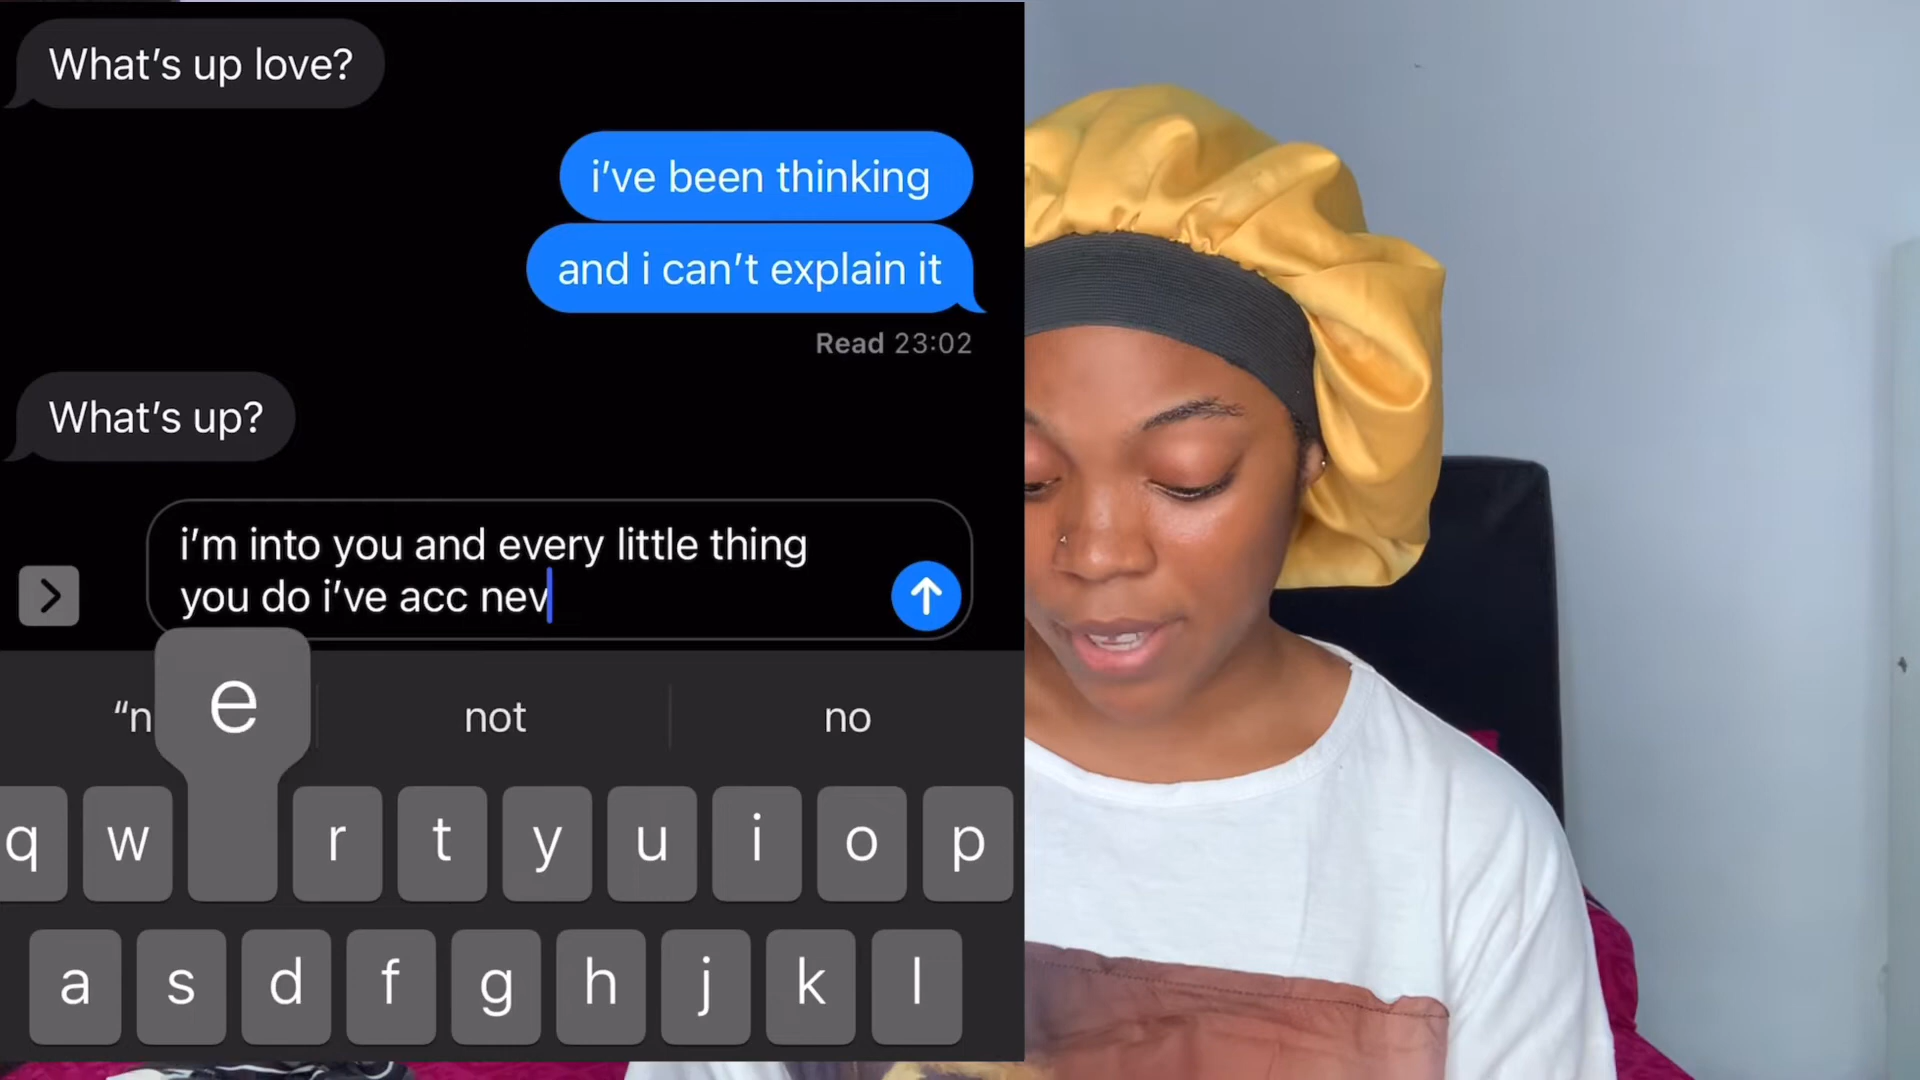 What's up love?
i've been thinking
and i can't explain it
Read 23:02
What's up?
i'm into you and every little thing
you do i've acc nev
“n
e
not
no
q w r t y u i o p
a s d f g h j k l